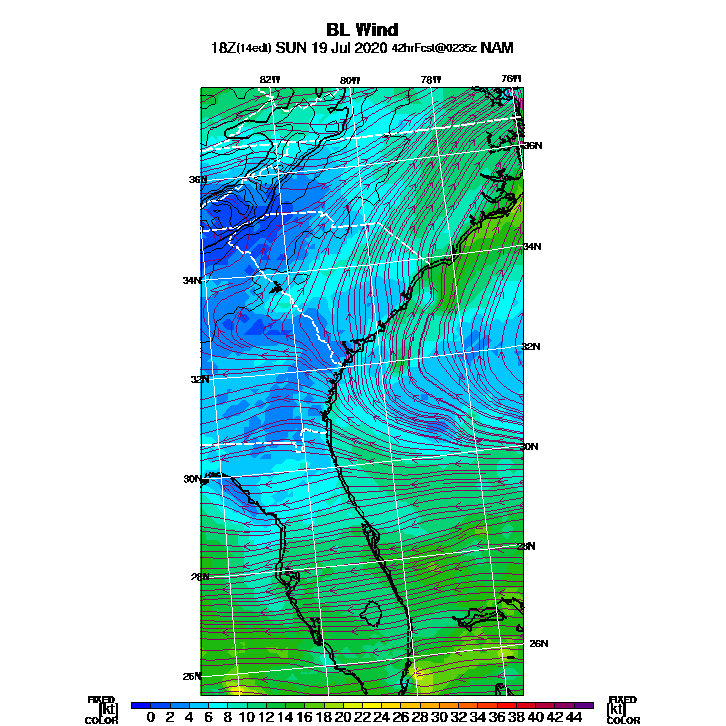 BL Wind
18Z(14edt) SUN 19 Jul 2020 42hrFcst@0235z NAM
82W 80W 78W 76W
36N
36N
34N
34N
32N
32N
30N
30N
28N
28N
26N
26N
FIXED FIXED
[kt] 0 2 4 6 8 10 12 14 16 18 20 22 24 26 28 30 32 34 36 38 40 42 44 [kt]
COLOR COLOR